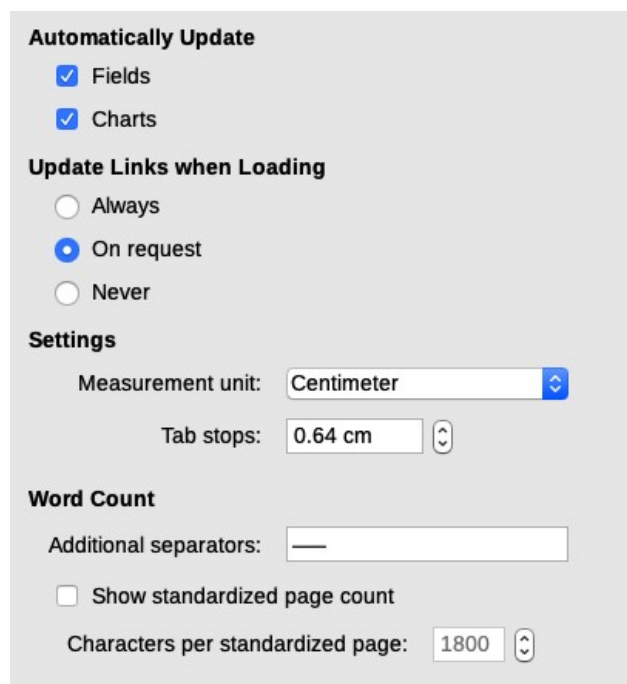 Automatically Update
Fields
Charts
Update Links when Loading
Always
On request
Never
Settings
Measurement unit: Centimeter
Tab stops: 0.64 cm
Word Count
Additional separators: —–
Show standardized page count
Characters per standardized page: 1800